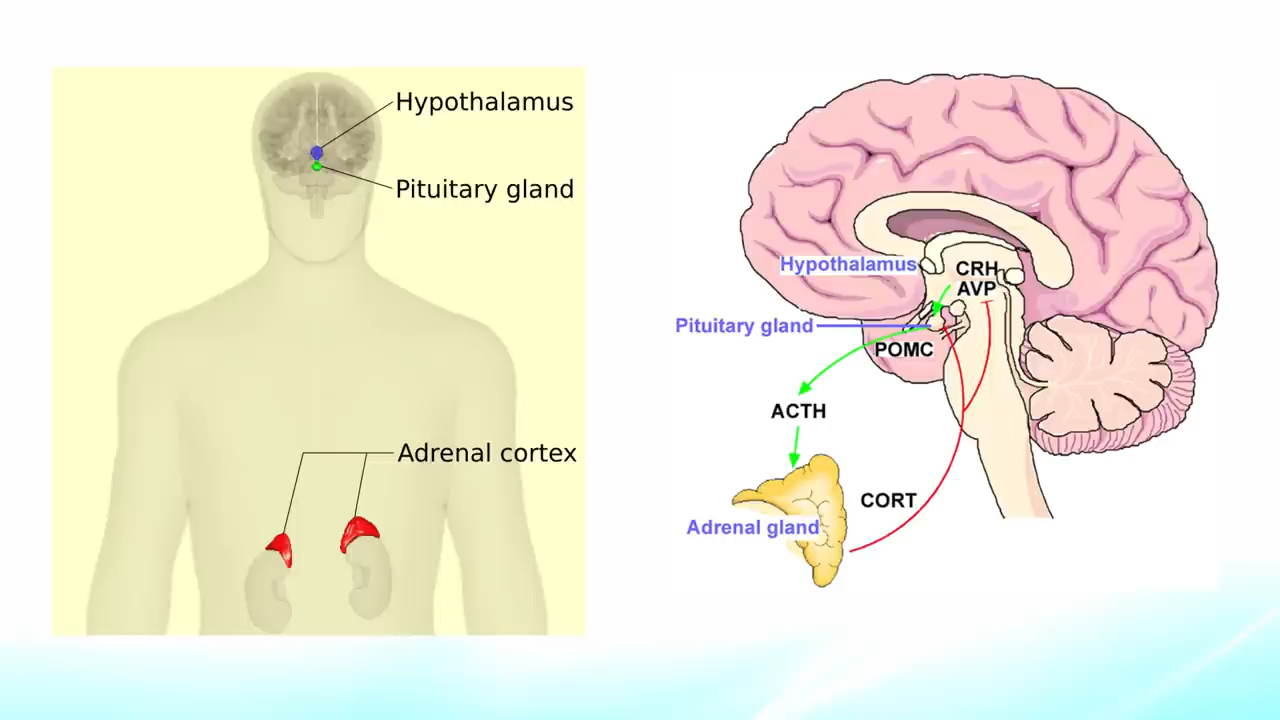 Hypothalamus
Pituitary gland
Adrenal cortex
Hypothalamus
CRH
AVP
Pituitary gland
POMC
ACTH
CORT
Adrenal gland